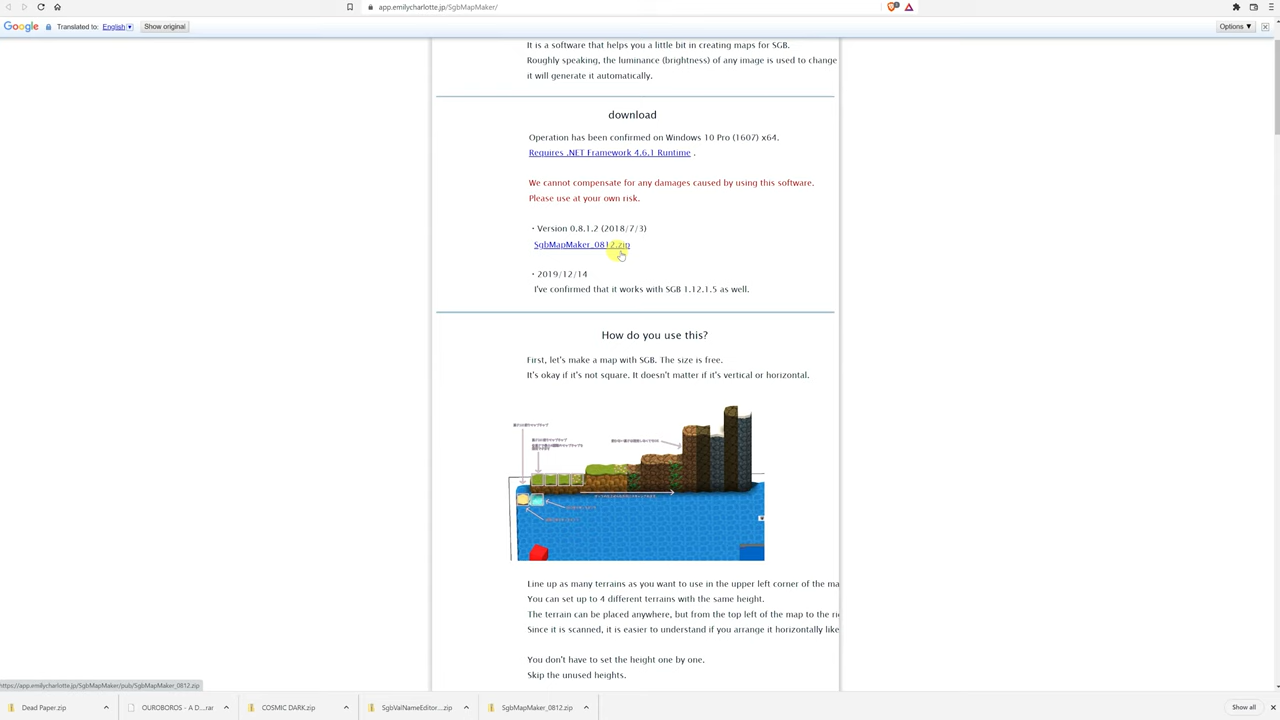 app.emilycharlotte.jp/SgbMapMaker/
Google
Translated to: English
Show original
Options ▼
It is a software that helps you a little bit in creating maps for SGB.
Roughly speaking, the luminance (brightness) of any image is used to change
it will generate it automatically.
download
Operation has been confirmed on Windows 10 Pro (1607) x64.
Requires .NET Framework 4.6.1 Runtime .
We cannot compensate for any damages caused by using this software.
Please use at your own risk.
・Version 0.8.1.2 (2018/7/3)
SgbMapMaker_0812.zip
・2019/12/14
I've confirmed that it works with SGB 1.12.1.5 as well.
How do you use this?
First, let's make a map with SGB. The size is free.
It's okay if it's not square. It doesn't matter if it's vertical or horizontal.
Line up as many terrains as you want to use in the upper left corner of the ma
You can set up to 4 different terrains with the same height.
The terrain can be placed anywhere, but from the top left of the map to the ri
Since it is scanned, it is easier to understand if you arrange it horizontally like
You don't have to set the height one by one.
Skip the unused heights.
https://app.emilycharlotte.jp/SgbMapMaker/pub/SgbMapMaker_0812.zip
Dead Paper.zip
OUROBOROS - A D....rar
COSMIC DARK.zip
SgbValNameEditor....zip
SgbMapMaker_0812.zip
Show all